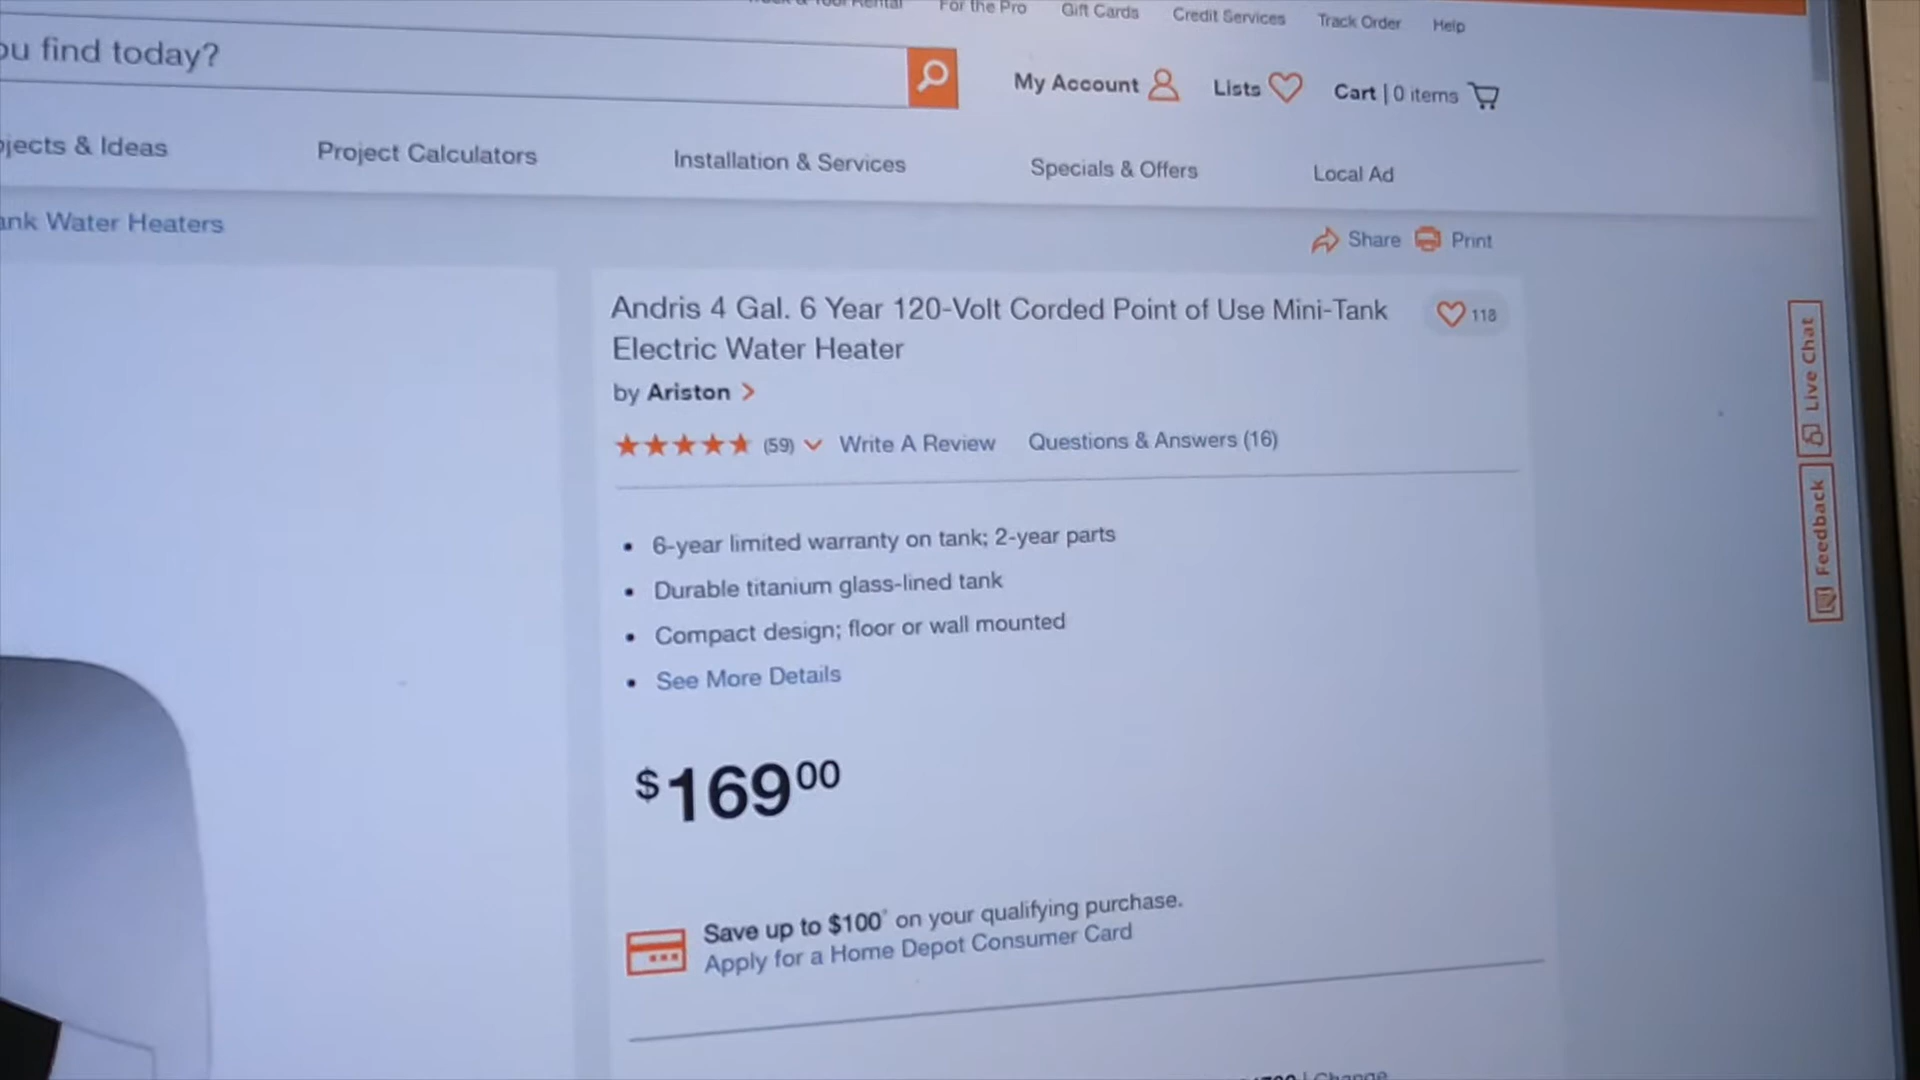 Rental
For the Pro
Gift Cards
Credit Services
Track Order
Help
ou find today?
My Account
Lists
Cart | 0 items
ojects & Ideas
Project Calculators
Installation & Services
Specials & Offers
Local Ad
ank Water Heaters
Share
Print
Andris 4 Gal. 6 Year 120-Volt Corded Point of Use Mini-Tank
Electric Water Heater
118
by Ariston >
(59)
Write A Review
Questions & Answers (16)
• 6-year limited warranty on tank; 2-year parts
• Durable titanium glass-lined tank
• Compact design; floor or wall mounted
• See More Details
$169 00
Save up to $100* on your qualifying purchase.
Apply for a Home Depot Consumer Card
Live Chat
Feedback
| Change